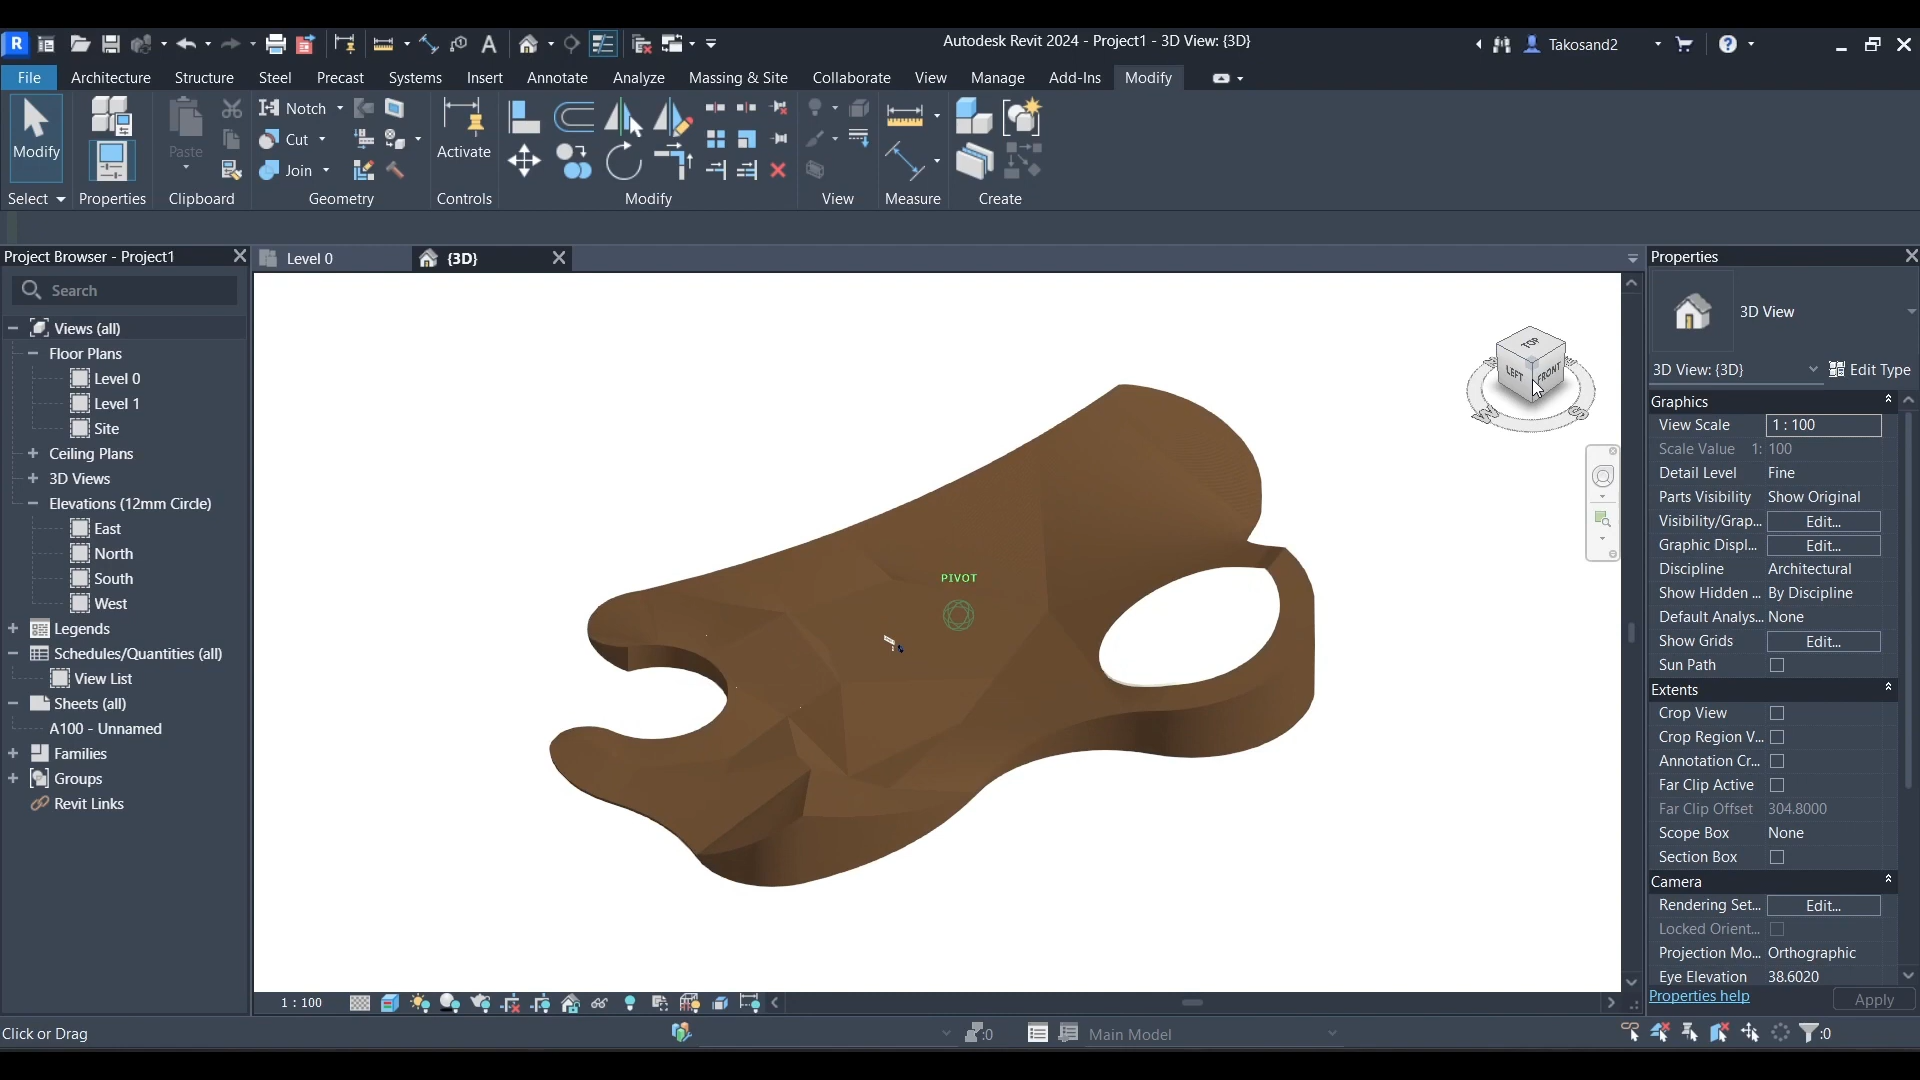 R
Autodesk Revit 2024 - Project1 - 3D View: {3D}
Takosand2
File
Architecture
Structure
Steel
Precast
Systems
Insert
Annotate
Analyze
Massing & Site
Collaborate
View
Manage
Add-Ins
Modify
Modify
Notch
Cut
Join
Paste
Activate
Select
Properties
Clipboard
Geometry
Controls
Modify
View
Measure
Create
Project Browser - Project1
Search
Views (all)
Floor Plans
Level 0
Level 1
Site
Ceiling Plans
3D Views
Elevations (12mm Circle)
East
North
South
West
Legends
Schedules/Quantities (all)
View List
Sheets (all)
A100 - Unnamed
Families
Groups
Revit Links
Level 0
{3D}
TOP
LEFT
FRONT
W
S
PIVOT
Properties
3D View
3D View: {3D}
Edit Type
Graphics
View Scale 1 : 100
Scale Value 1: 100
Detail Level Fine
Parts Visibility Show Original
Visibility/Grap... Edit...
Graphic Displ... Edit...
Discipline Architectural
Show Hidden ... By Discipline
Default Analys... None
Show Grids Edit...
Sun Path
Extents
Crop View
Crop Region V...
Annotation Cr...
Far Clip Active
Far Clip Offset 304.8000
Scope Box None
Section Box
Camera
Rendering Set... Edit...
Locked Orient...
Projection Mo... Orthographic
Eye Elevation 38.6020
Properties help
Apply
1 : 100
Click or Drag
:0
Main Model
:0